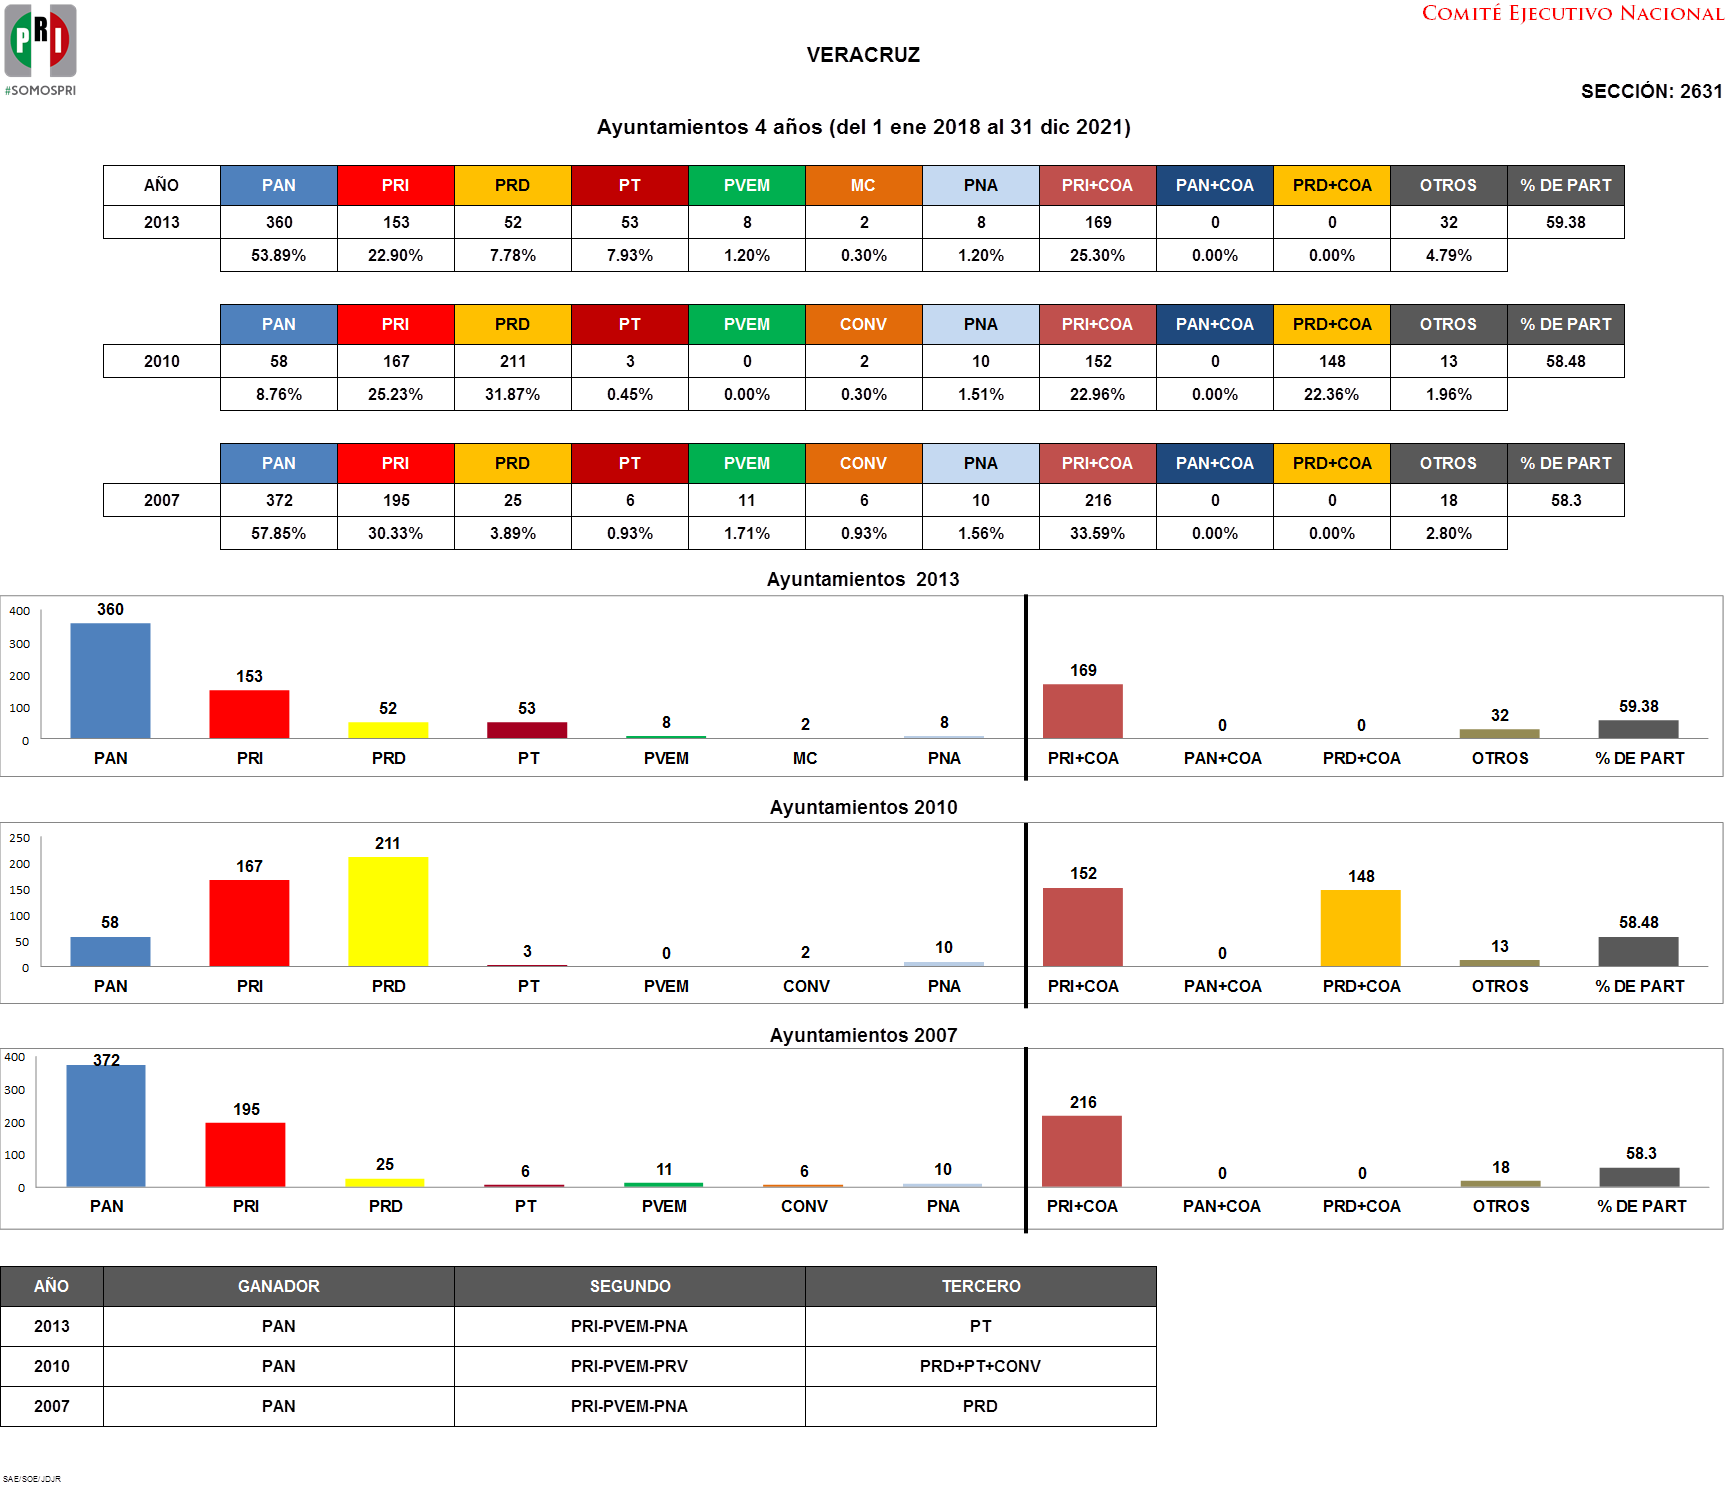 PRI
#SOMOSPRI
COMITÉ EJECUTIVO NACIONAL
VERACRUZ
SECCIÓN: 2631
Ayuntamientos 4 años (del 1 ene 2018 al 31 dic 2021)
AÑO PAN PRI PRD PT PVEM MC PNA PRI+COA PAN+COA PRD+COA OTROS % DE PART
2013 360 153 52 53 8 2 8 169 0 0 32 59.38
53.89% 22.90% 7.78% 7.93% 1.20% 0.30% 1.20% 25.30% 0.00% 0.00% 4.79%
PAN PRI PRD PT PVEM CONV PNA PRI+COA PAN+COA PRD+COA OTROS % DE PART
2010 58 167 211 3 0 2 10 152 0 148 13 58.48
8.76% 25.23% 31.87% 0.45% 0.00% 0.30% 1.51% 22.96% 0.00% 22.36% 1.96%
PAN PRI PRD PT PVEM CONV PNA PRI+COA PAN+COA PRD+COA OTROS % DE PART
2007 372 195 25 6 11 6 10 216 0 0 18 58.3
57.85% 30.33% 3.89% 0.93% 1.71% 0.93% 1.56% 33.59% 0.00% 0.00% 2.80%
Ayuntamientos 2013
400
300
200
100
0
360 153 52 53 8 2 8 169 0 0 32 59.38
PAN PRI PRD PT PVEM MC PNA PRI+COA PAN+COA PRD+COA OTROS % DE PART
Ayuntamientos 2010
250
200
150
100
50
0
58 167 211 3 0 2 10 152 0 148 13 58.48
PAN PRI PRD PT PVEM CONV PNA PRI+COA PAN+COA PRD+COA OTROS % DE PART
Ayuntamientos 2007
400
300
200
100
0
372 195 25 6 11 6 10 216 0 0 18 58.3
PAN PRI PRD PT PVEM CONV PNA PRI+COA PAN+COA PRD+COA OTROS % DE PART
AÑO GANADOR SEGUNDO TERCERO
2013 PAN PRI-PVEM-PNA PT
2010 PAN PRI-PVEM-PRV PRD+PT+CONV
2007 PAN PRI-PVEM-PNA PRD
SAE/SOE/JDJR